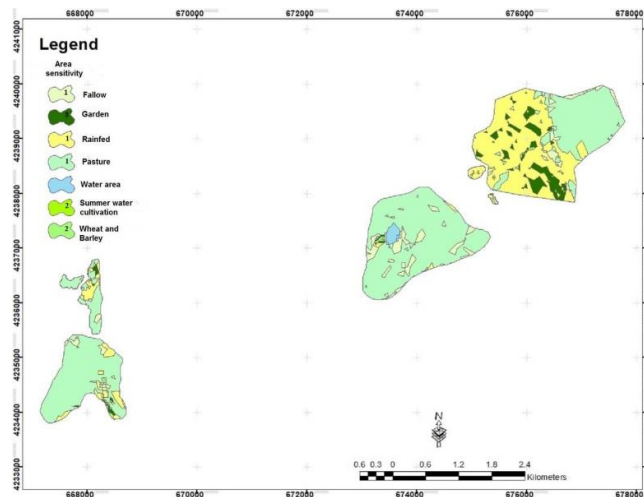 668000 670000 672000 674000 676000 678000
4241000
4240000
4239000
4238000
4237000
4236000
4235000
4234000
4233000
Legend
Area
sensitivity
1 Fallow
Garden
1 Rainfed
1 Pasture
Water area
2 Summer water
cultivation
2 Wheat and
Barley
N
0.6 0.3 0 0.6 1.2 1.8 2.4
Kilometers
668000 670000 672000 674000 676000 678000